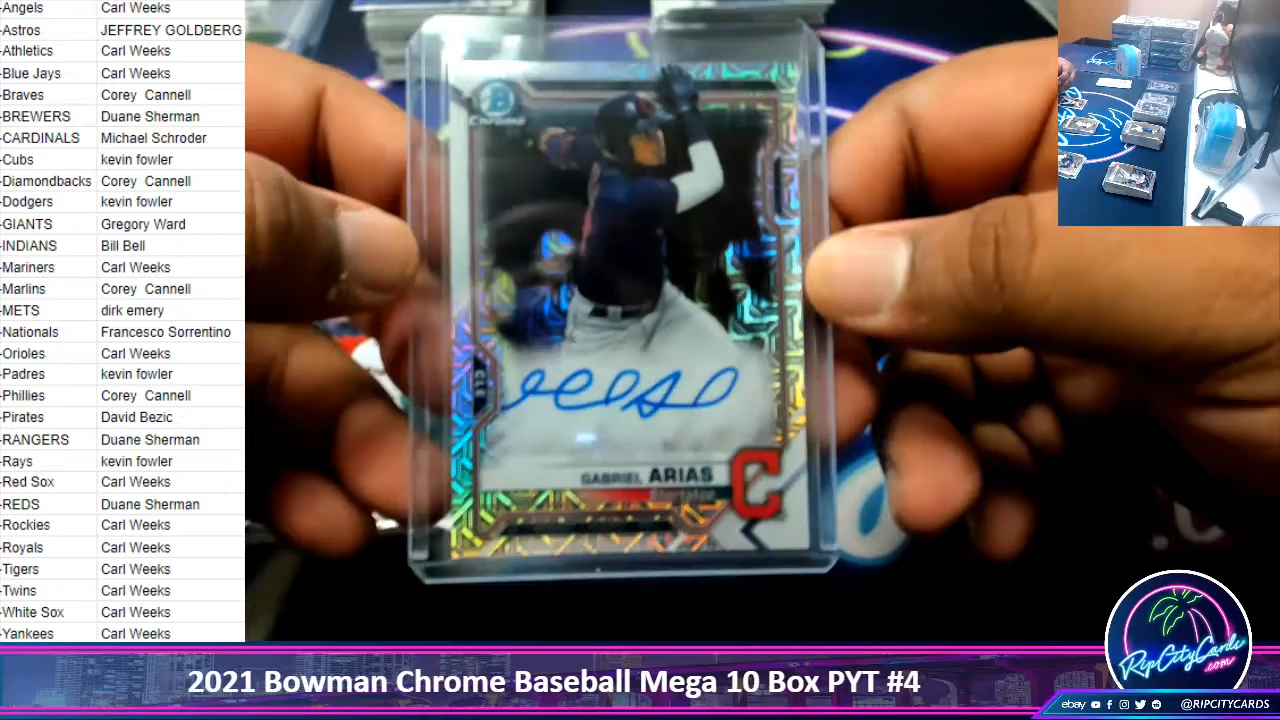 -Angels Carl Weeks
-Astros JEFFREY GOLDBERG
-Athletics Carl Weeks
-Blue Jays Carl Weeks
-Braves Corey Cannell
-BREWERS Duane Sherman
-CARDINALS Michael Schroder
-Cubs kevin fowler
-Diamondbacks Corey Cannell
-Dodgers kevin fowler
-GIANTS Gregory Ward
-INDIANS Bill Bell
-Mariners Carl Weeks
-Marlins Corey Cannell
-METS dirk emery
-Nationals Francesco Sorrentino
-Orioles Carl Weeks
-Padres kevin fowler
-Phillies Corey Cannell
-Pirates David Bezic
-RANGERS Duane Sherman
-Rays kevin fowler
-Red Sox Carl Weeks
-REDS Duane Sherman
-Rockies Carl Weeks
-Royals Carl Weeks
-Tigers Carl Weeks
-Twins Carl Weeks
-White Sox Carl Weeks
-Yankees Carl Weeks
B
Chrome
CLE
GABRIEL ARIAS
C
RipCityCards
.com
2021 Bowman Chrome Baseball Mega 10 Box PYT #4
ebay @RIPCITYCARDS